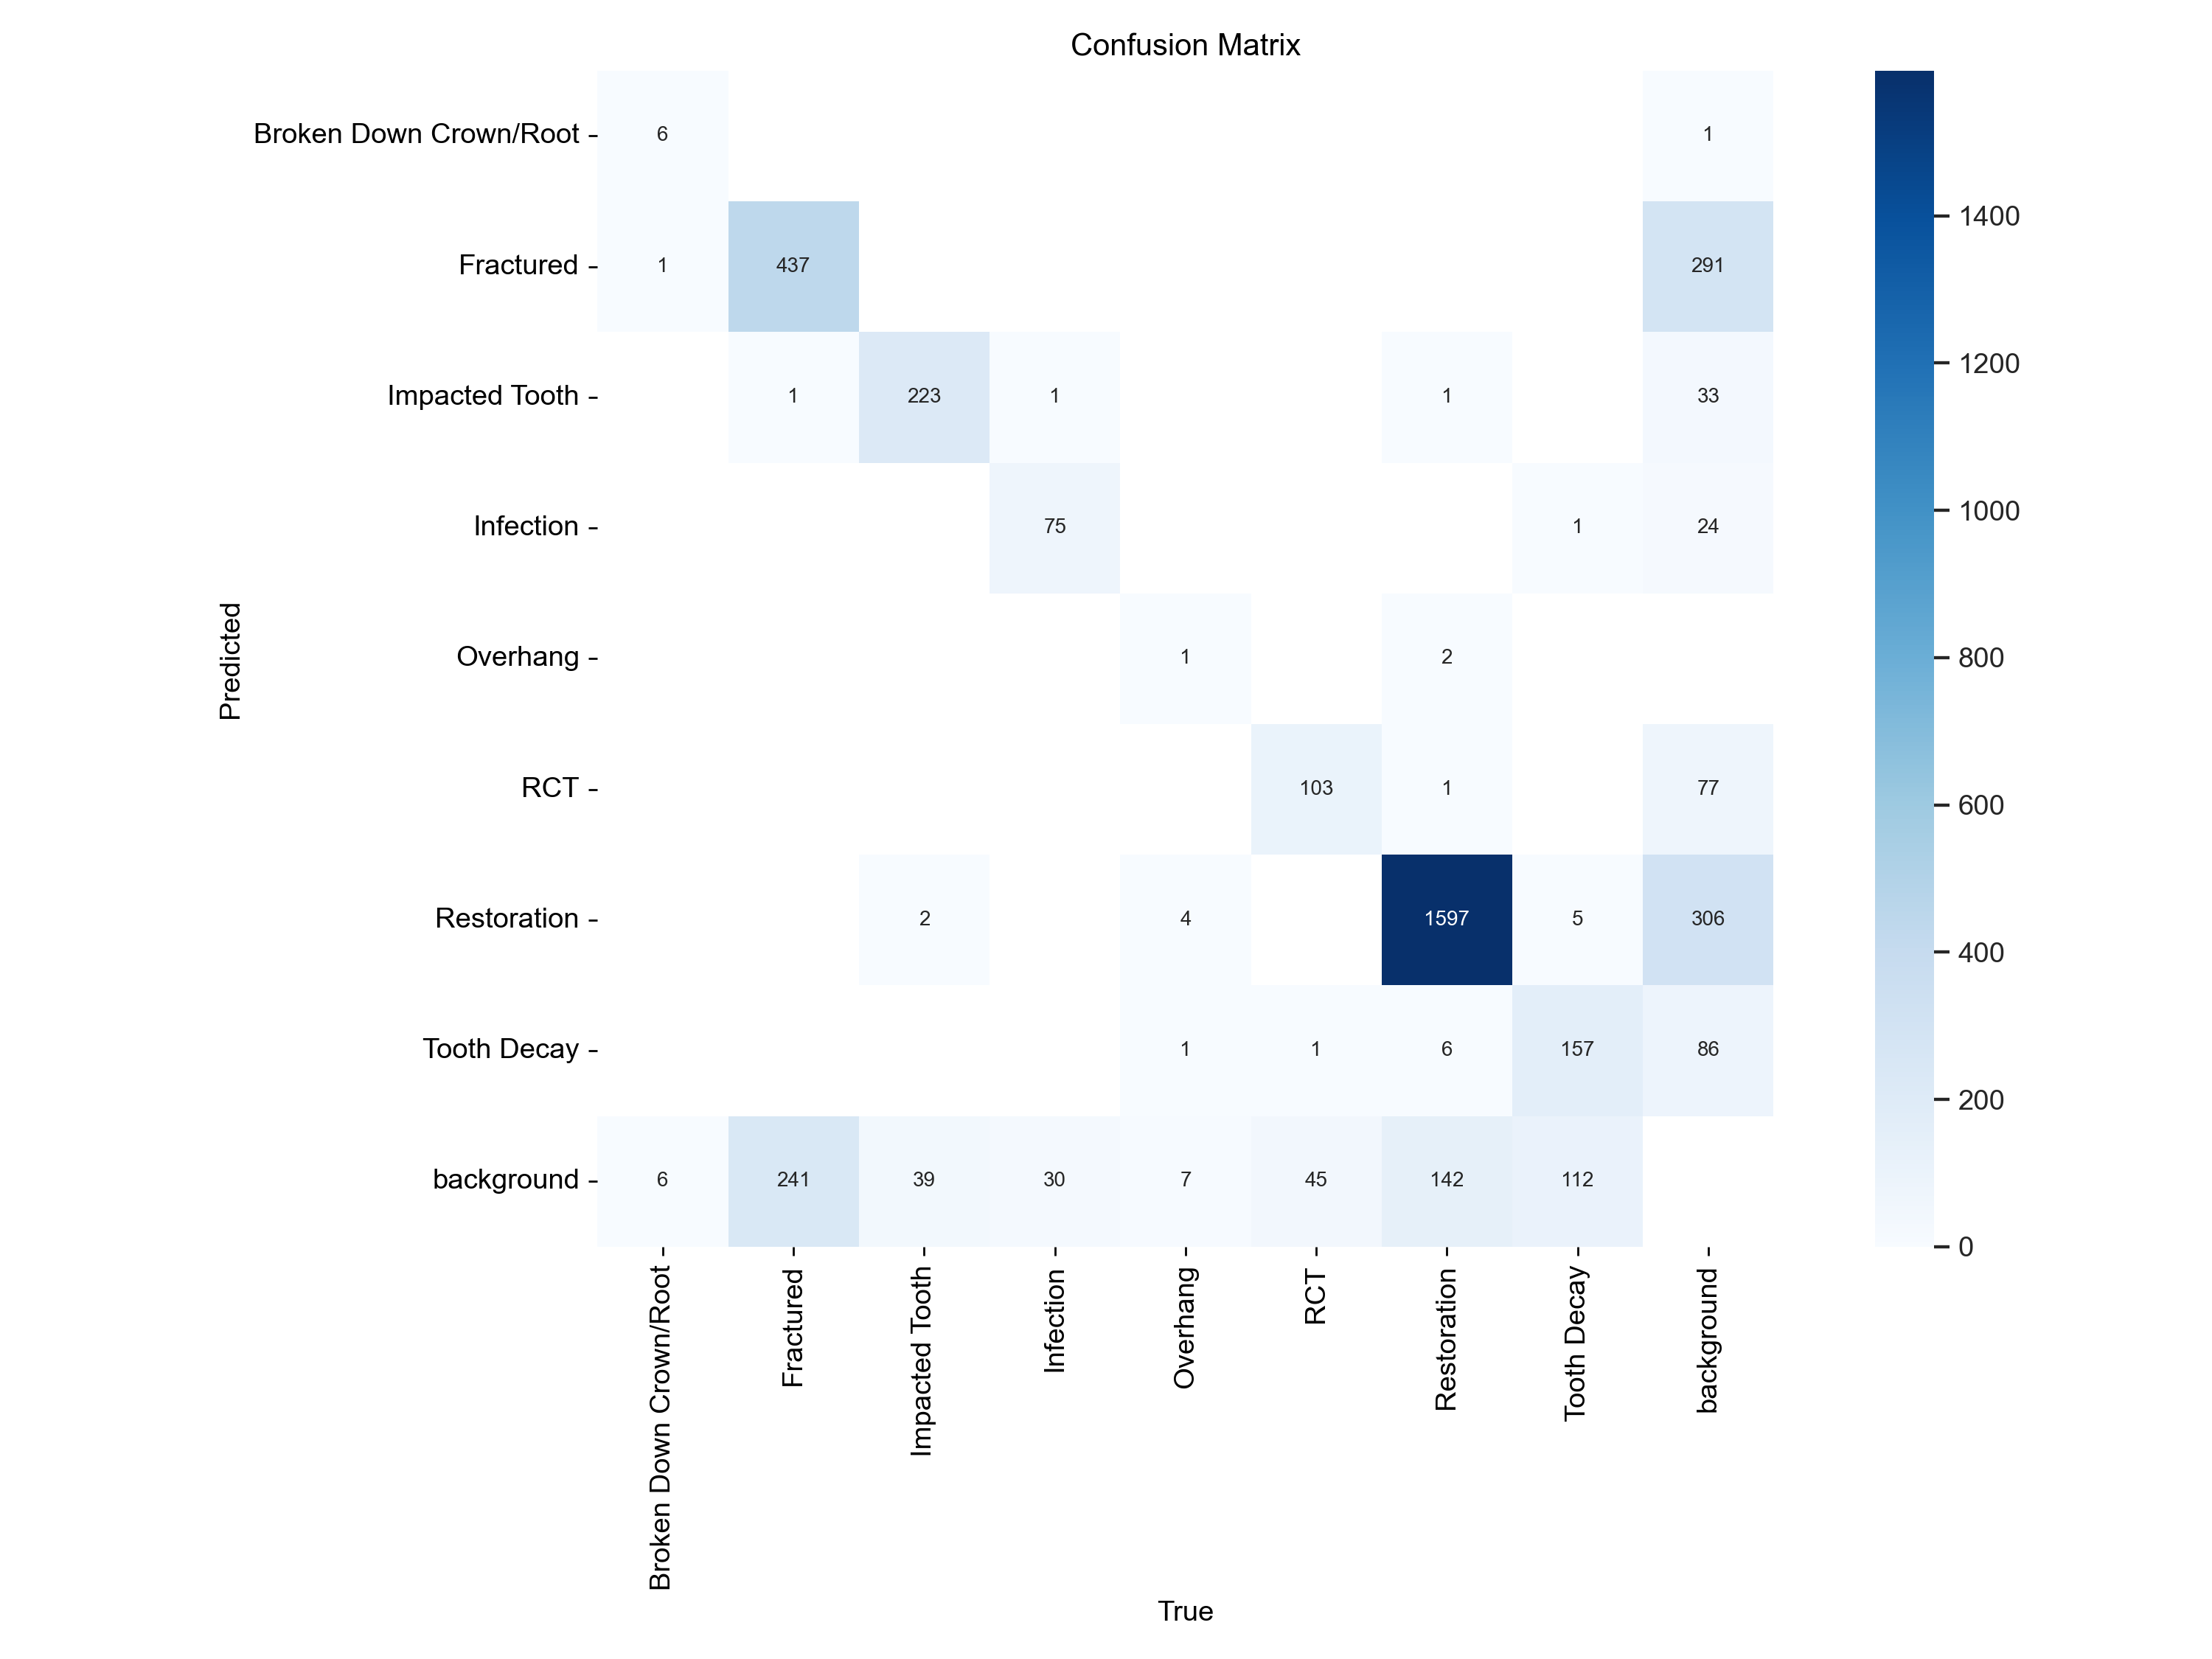 Confusion Matrix
Broken Down Crown/Root 6 1
Fractured 1 437 291
Impacted Tooth 1 223 1 1 33
Infection 75 1 24
Overhang 1 2
RCT 103 1 77
Restoration 2 4 1597 5 306
Tooth Decay 1 1 6 157 86
background 6 241 39 30 7 45 142 112
Predicted
Broken Down Crown/Root
Fractured
Impacted Tooth
Infection
Overhang
RCT
Restoration
Tooth Decay
background
True
1400
1200
1000
800
600
400
200
0